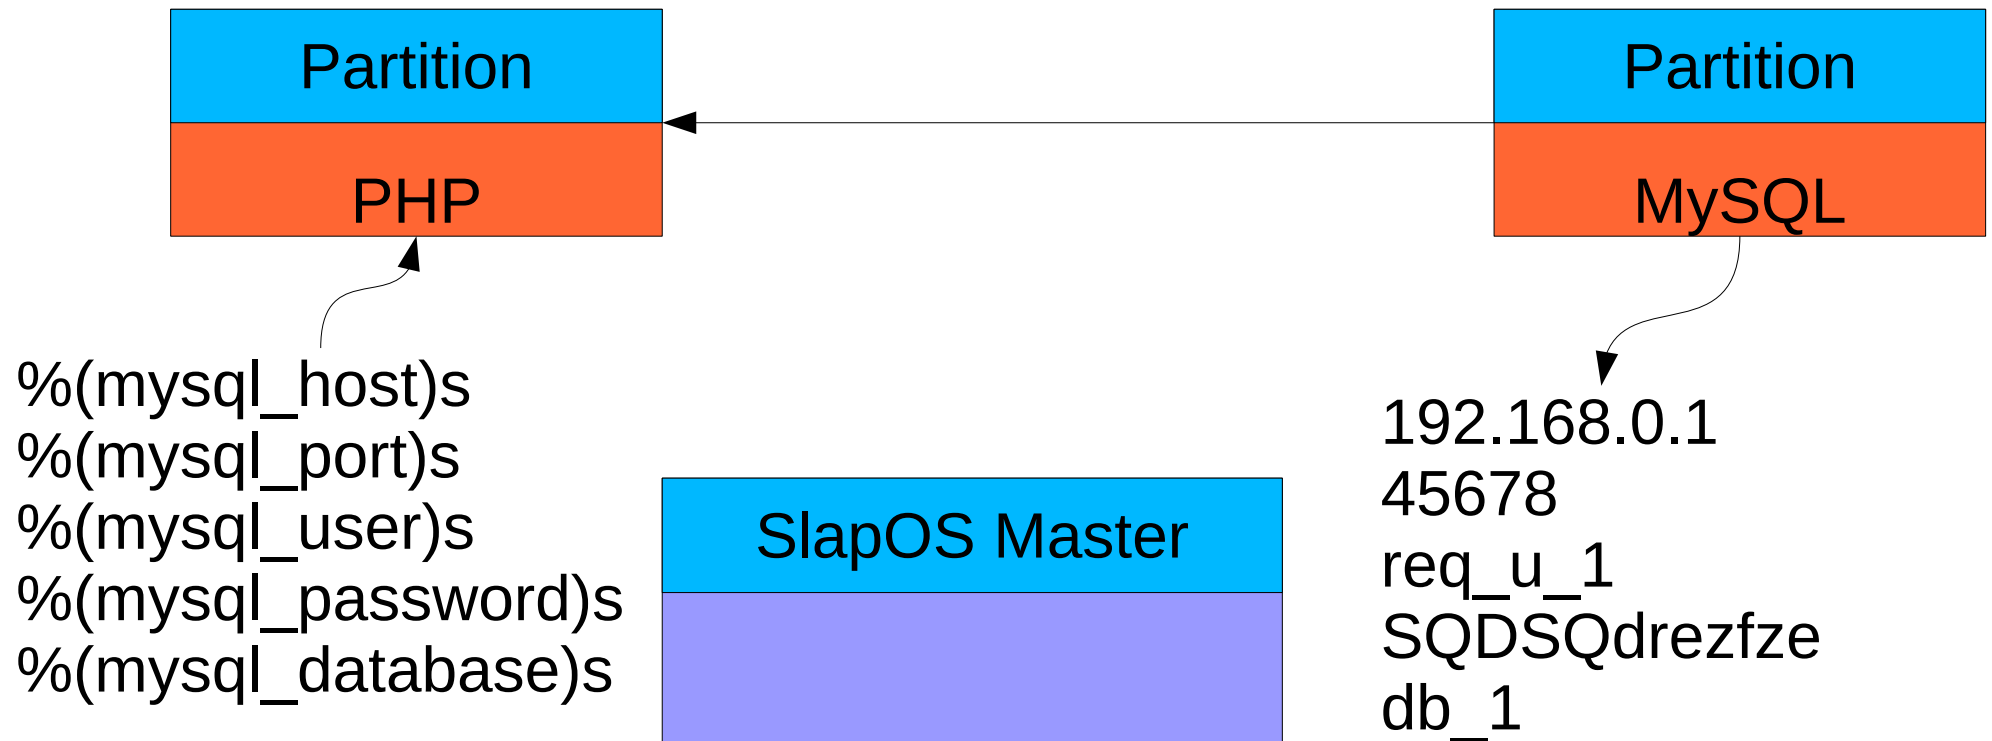 Partition
PHP
Partition
MySQL
%(mysql_host)s
%(mysql_port)s
%(mysql_user)s
%(mysql_password)s
%(mysql_database)s
SlapOS Master
192.168.0.1
45678
req_u_1
SQDSQdrezfze
db_1